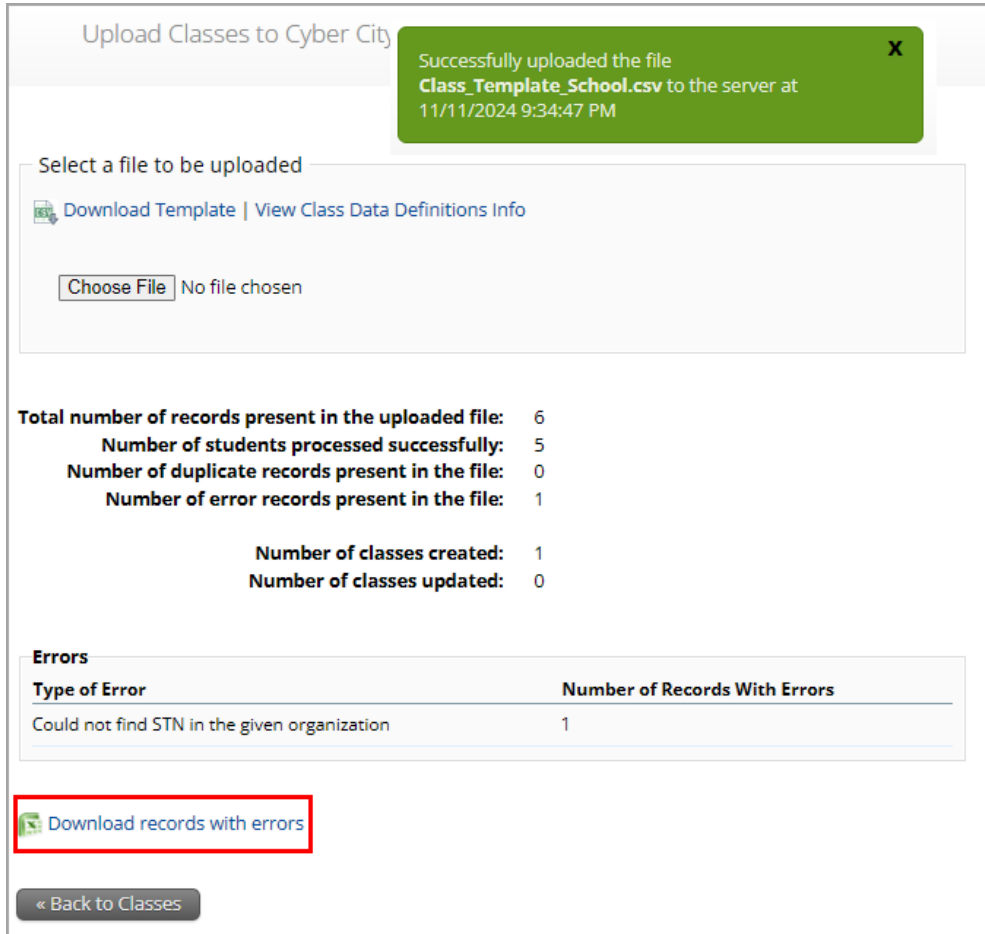 Upload Classes to Cyber City
X
Successfully uploaded the file
Class_Template_School.csv to the server at
11/11/2024 9:34:47 PM
Select a file to be uploaded
Download Template | View Class Data Definitions Info
Choose File No file chosen
Total number of records present in the uploaded file: 6
Number of students processed successfully: 5
Number of duplicate records present in the file: 0
Number of error records present in the file: 1
Number of classes created: 1
Number of classes updated: 0
Errors
Type of Error Number of Records With Errors
Could not find STN in the given organization 1
Download records with errors
« Back to Classes